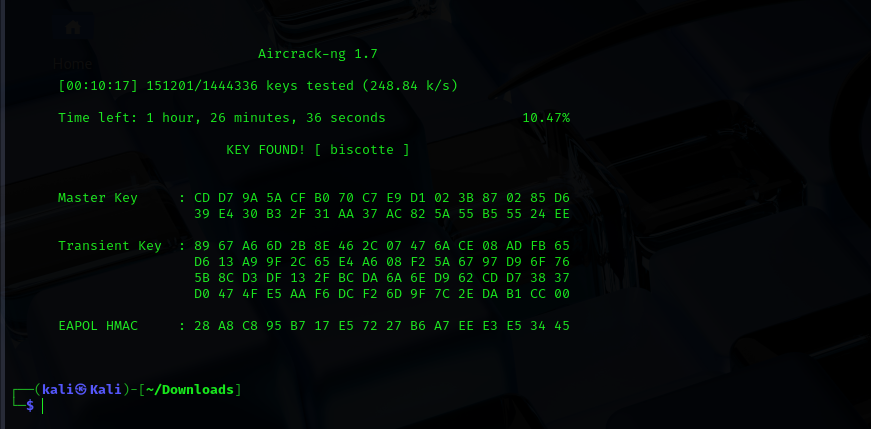 Home
Aircrack-ng 1.7
[00:10:17] 151201/1444336 keys tested (248.84 k/s)
Time left: 1 hour, 26 minutes, 36 seconds 10.47%
KEY FOUND! [ biscotte ]
Master Key : CD D7 9A 5A CF B0 70 C7 E9 D1 02 3B 87 02 85 D6
39 E4 30 B3 2F 31 AA 37 AC 82 5A 55 B5 55 24 EE
Transient Key : 89 67 A6 6D 2B 8E 46 2C 07 47 6A CE 08 AD FB 65
D6 13 A9 9F 2C 65 E4 A6 08 F2 5A 67 97 D9 6F 76
5B 8C D3 DF 13 2F BC DA 6A 6E D9 62 CD D7 38 37
D0 47 4F E5 AA F6 DC F2 6D 9F 7C 2E DA B1 CC 00
EAPOL HMAC : 28 A8 C8 95 B7 17 E5 72 27 B6 A7 EE E3 E5 34 45
┌──(kali㉿Kali)-[~/Downloads]
└─$